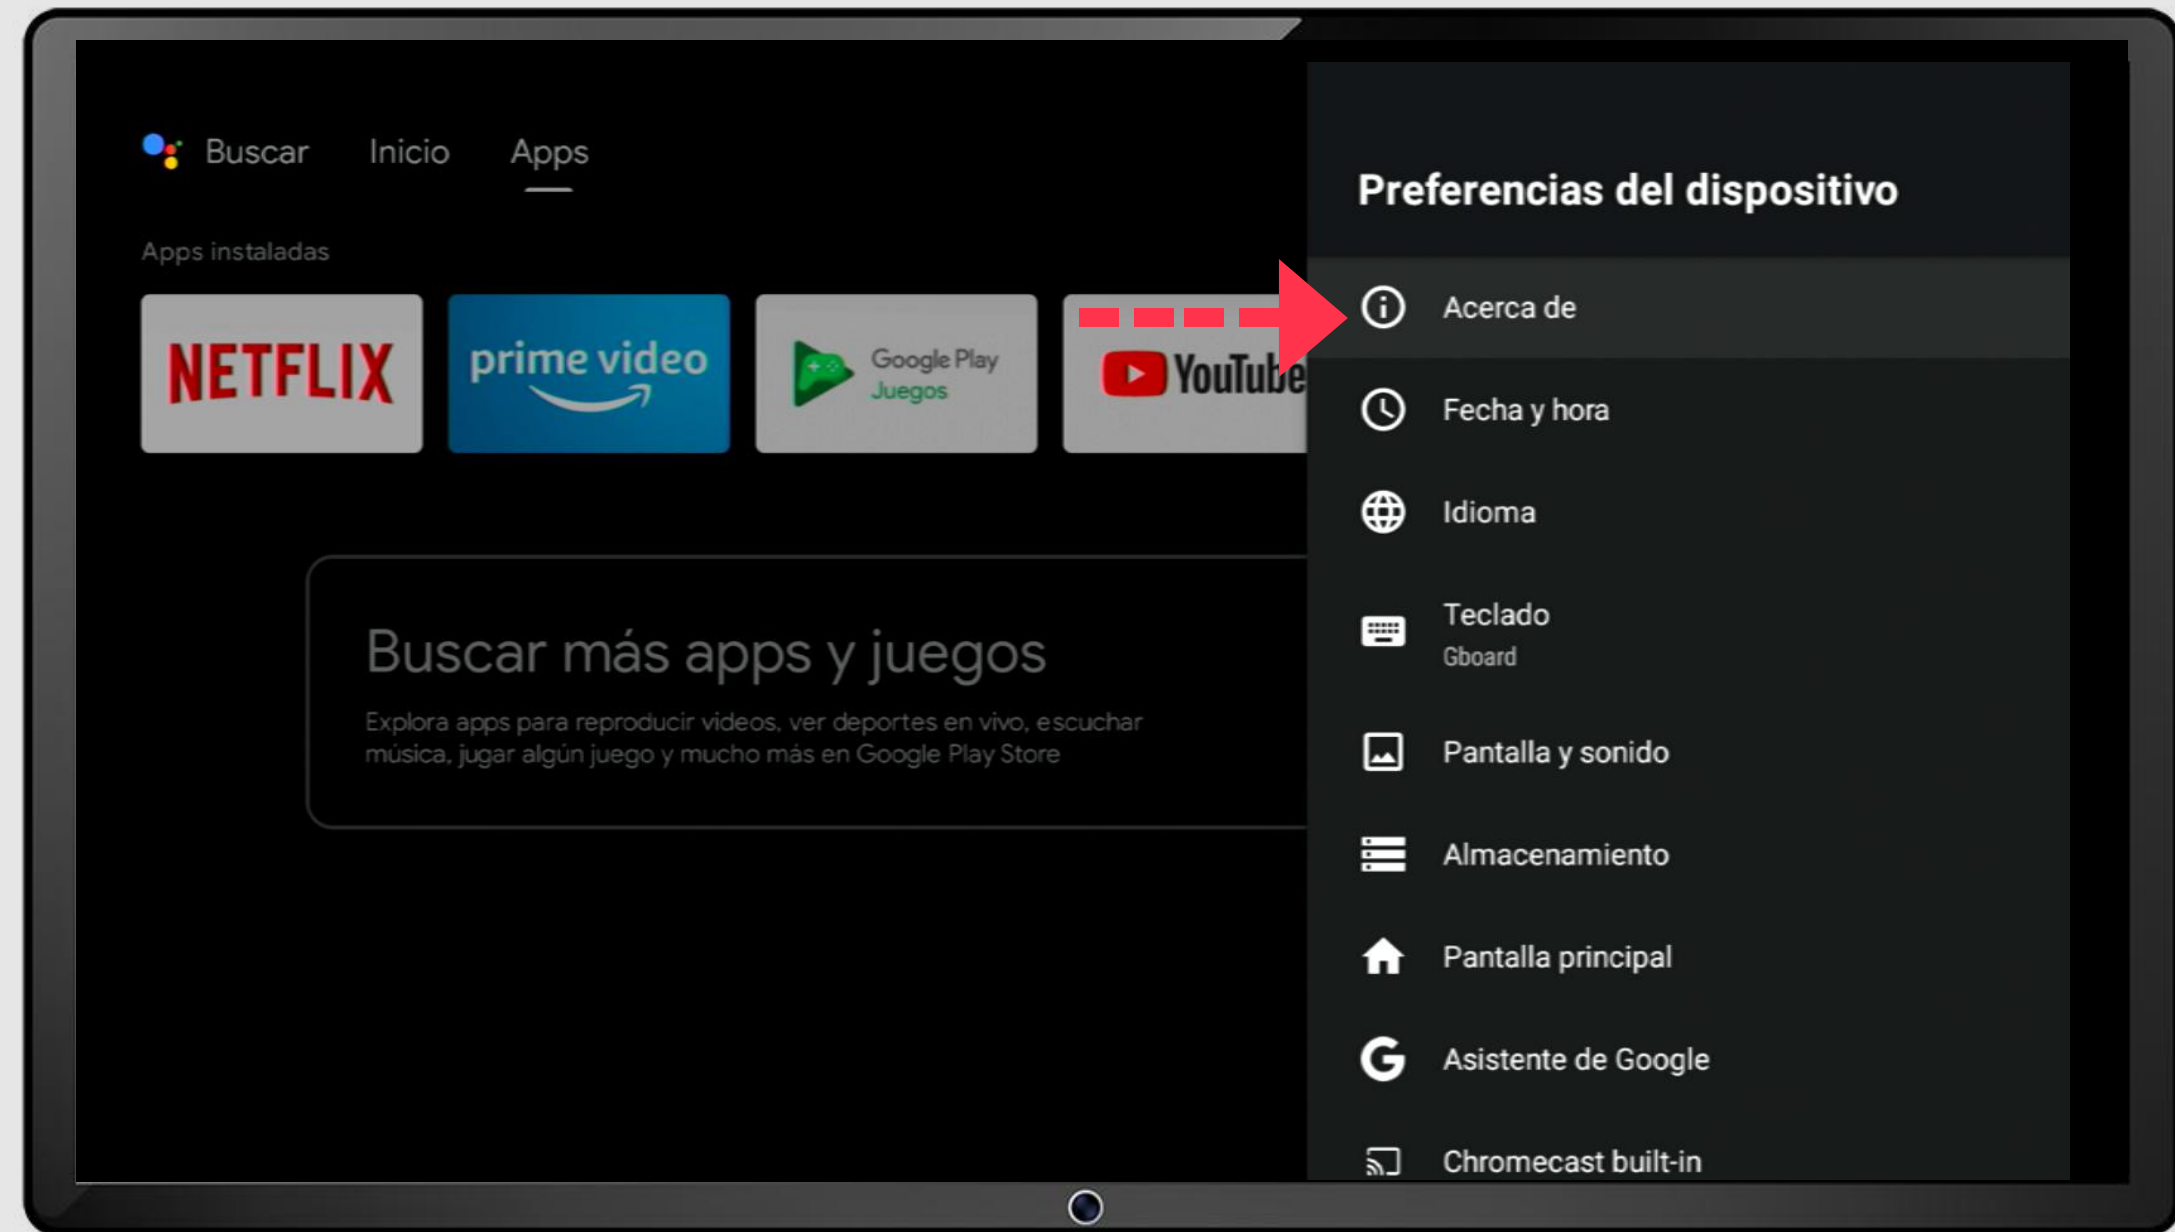 Buscar Inicio Apps
Apps instaladas
NETFLIX
prime video
Google Play
Juegos
YouTube
Buscar más apps y juegos
Explora apps para reproducir videos, ver deportes en vivo, escuchar
música, jugar algún juego y mucho más en Google Play Store
Preferencias del dispositivo
Acerca de
Fecha y hora
Idioma
Teclado
Gboard
Pantalla y sonido
Almacenamiento
Pantalla principal
Asistente de Google
Chromecast built-in